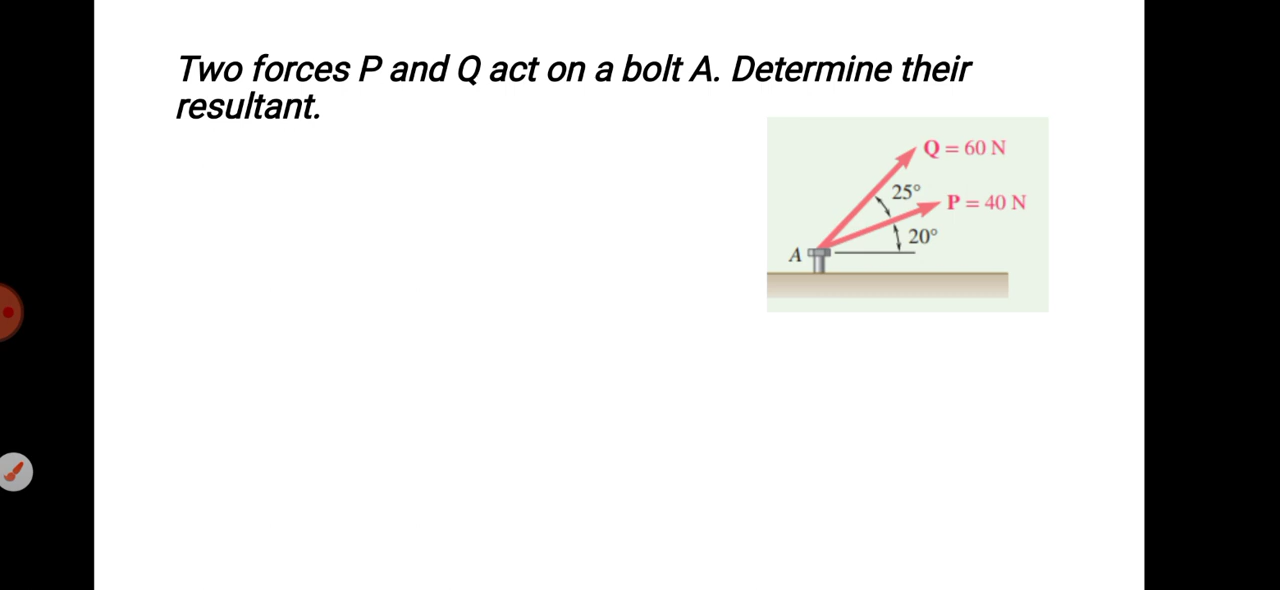 Two forces P and Q act on a bolt A. Determine their
resultant.
Q = 60 N
25°
P = 40 N
20°
A